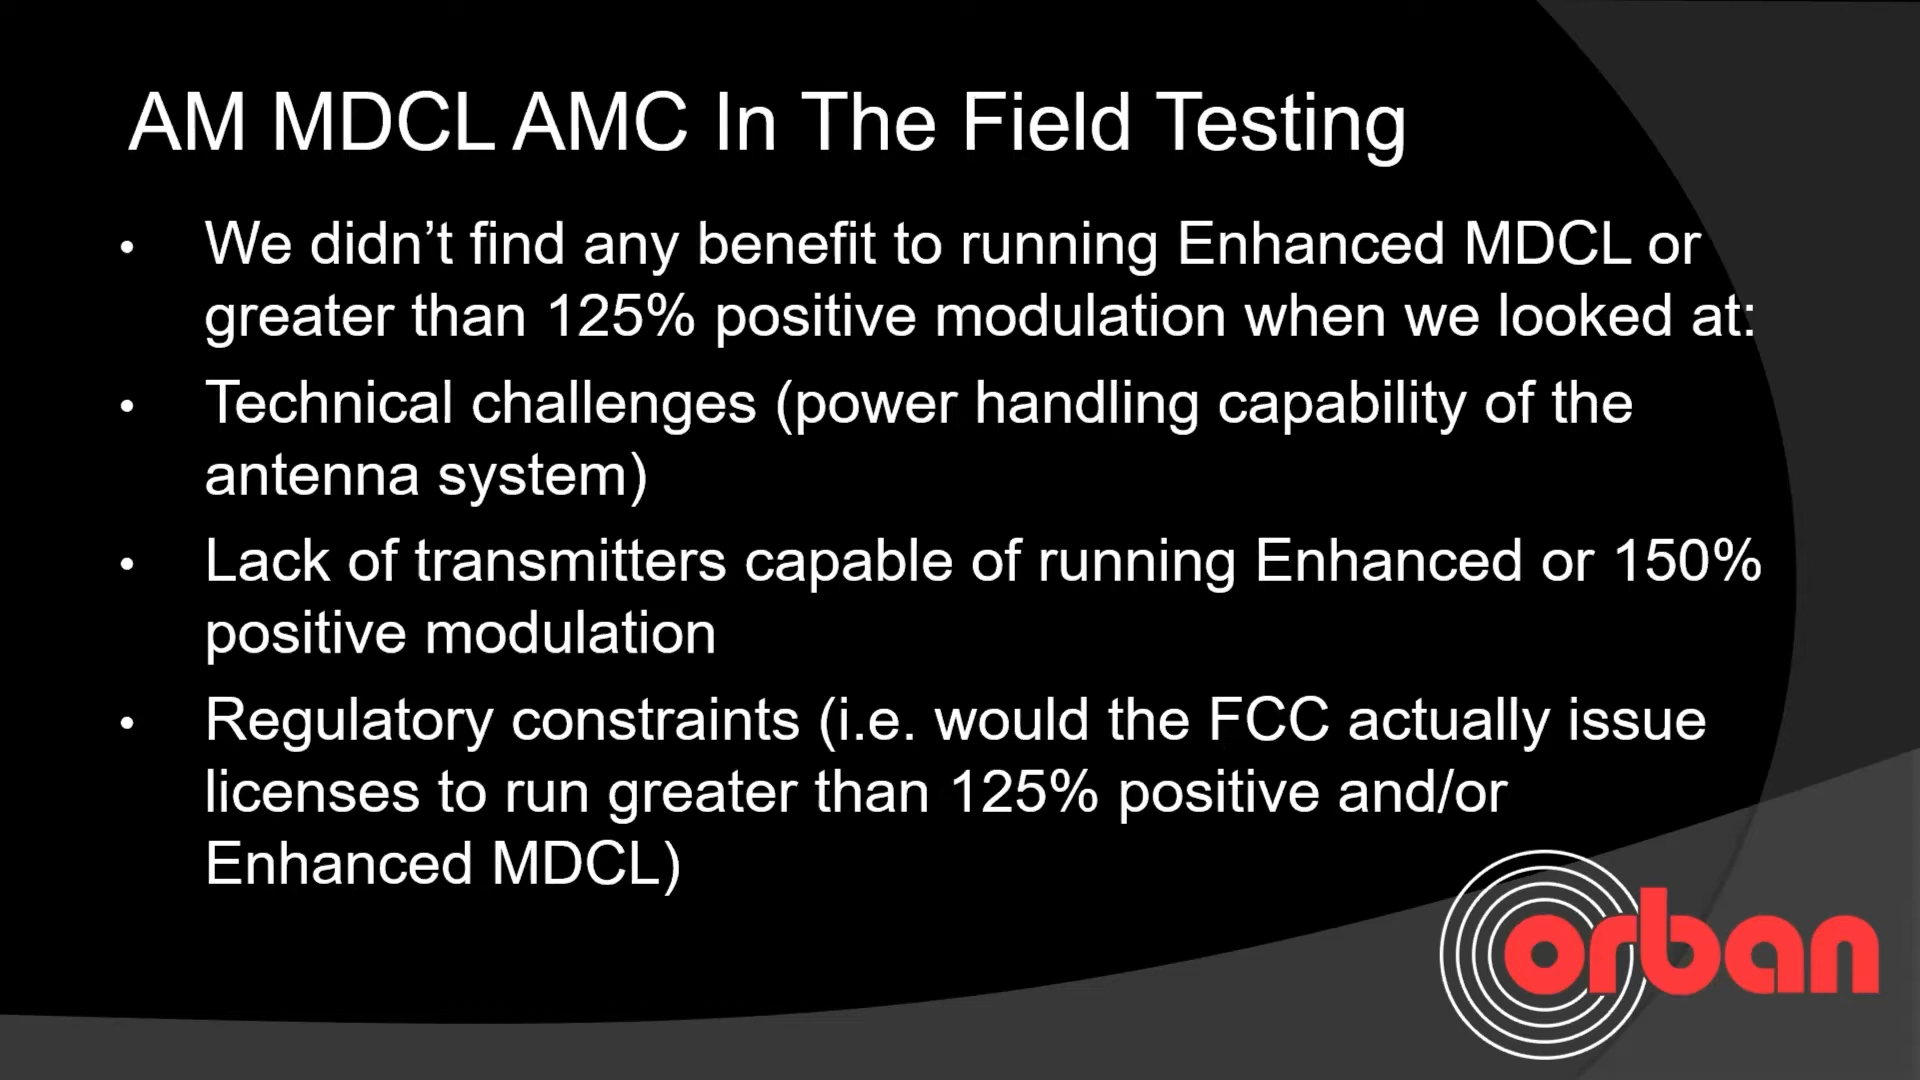 AM MDCL AMC In The Field Testing
• We didn’t find any benefit to running Enhanced MDCL or
greater than 125% positive modulation when we looked at:
• Technical challenges (power handling capability of the
antenna system)
• Lack of transmitters capable of running Enhanced or 150%
positive modulation
• Regulatory constraints (i.e. would the FCC actually issue
licenses to run greater than 125% positive and/or
Enhanced MDCL)
orban